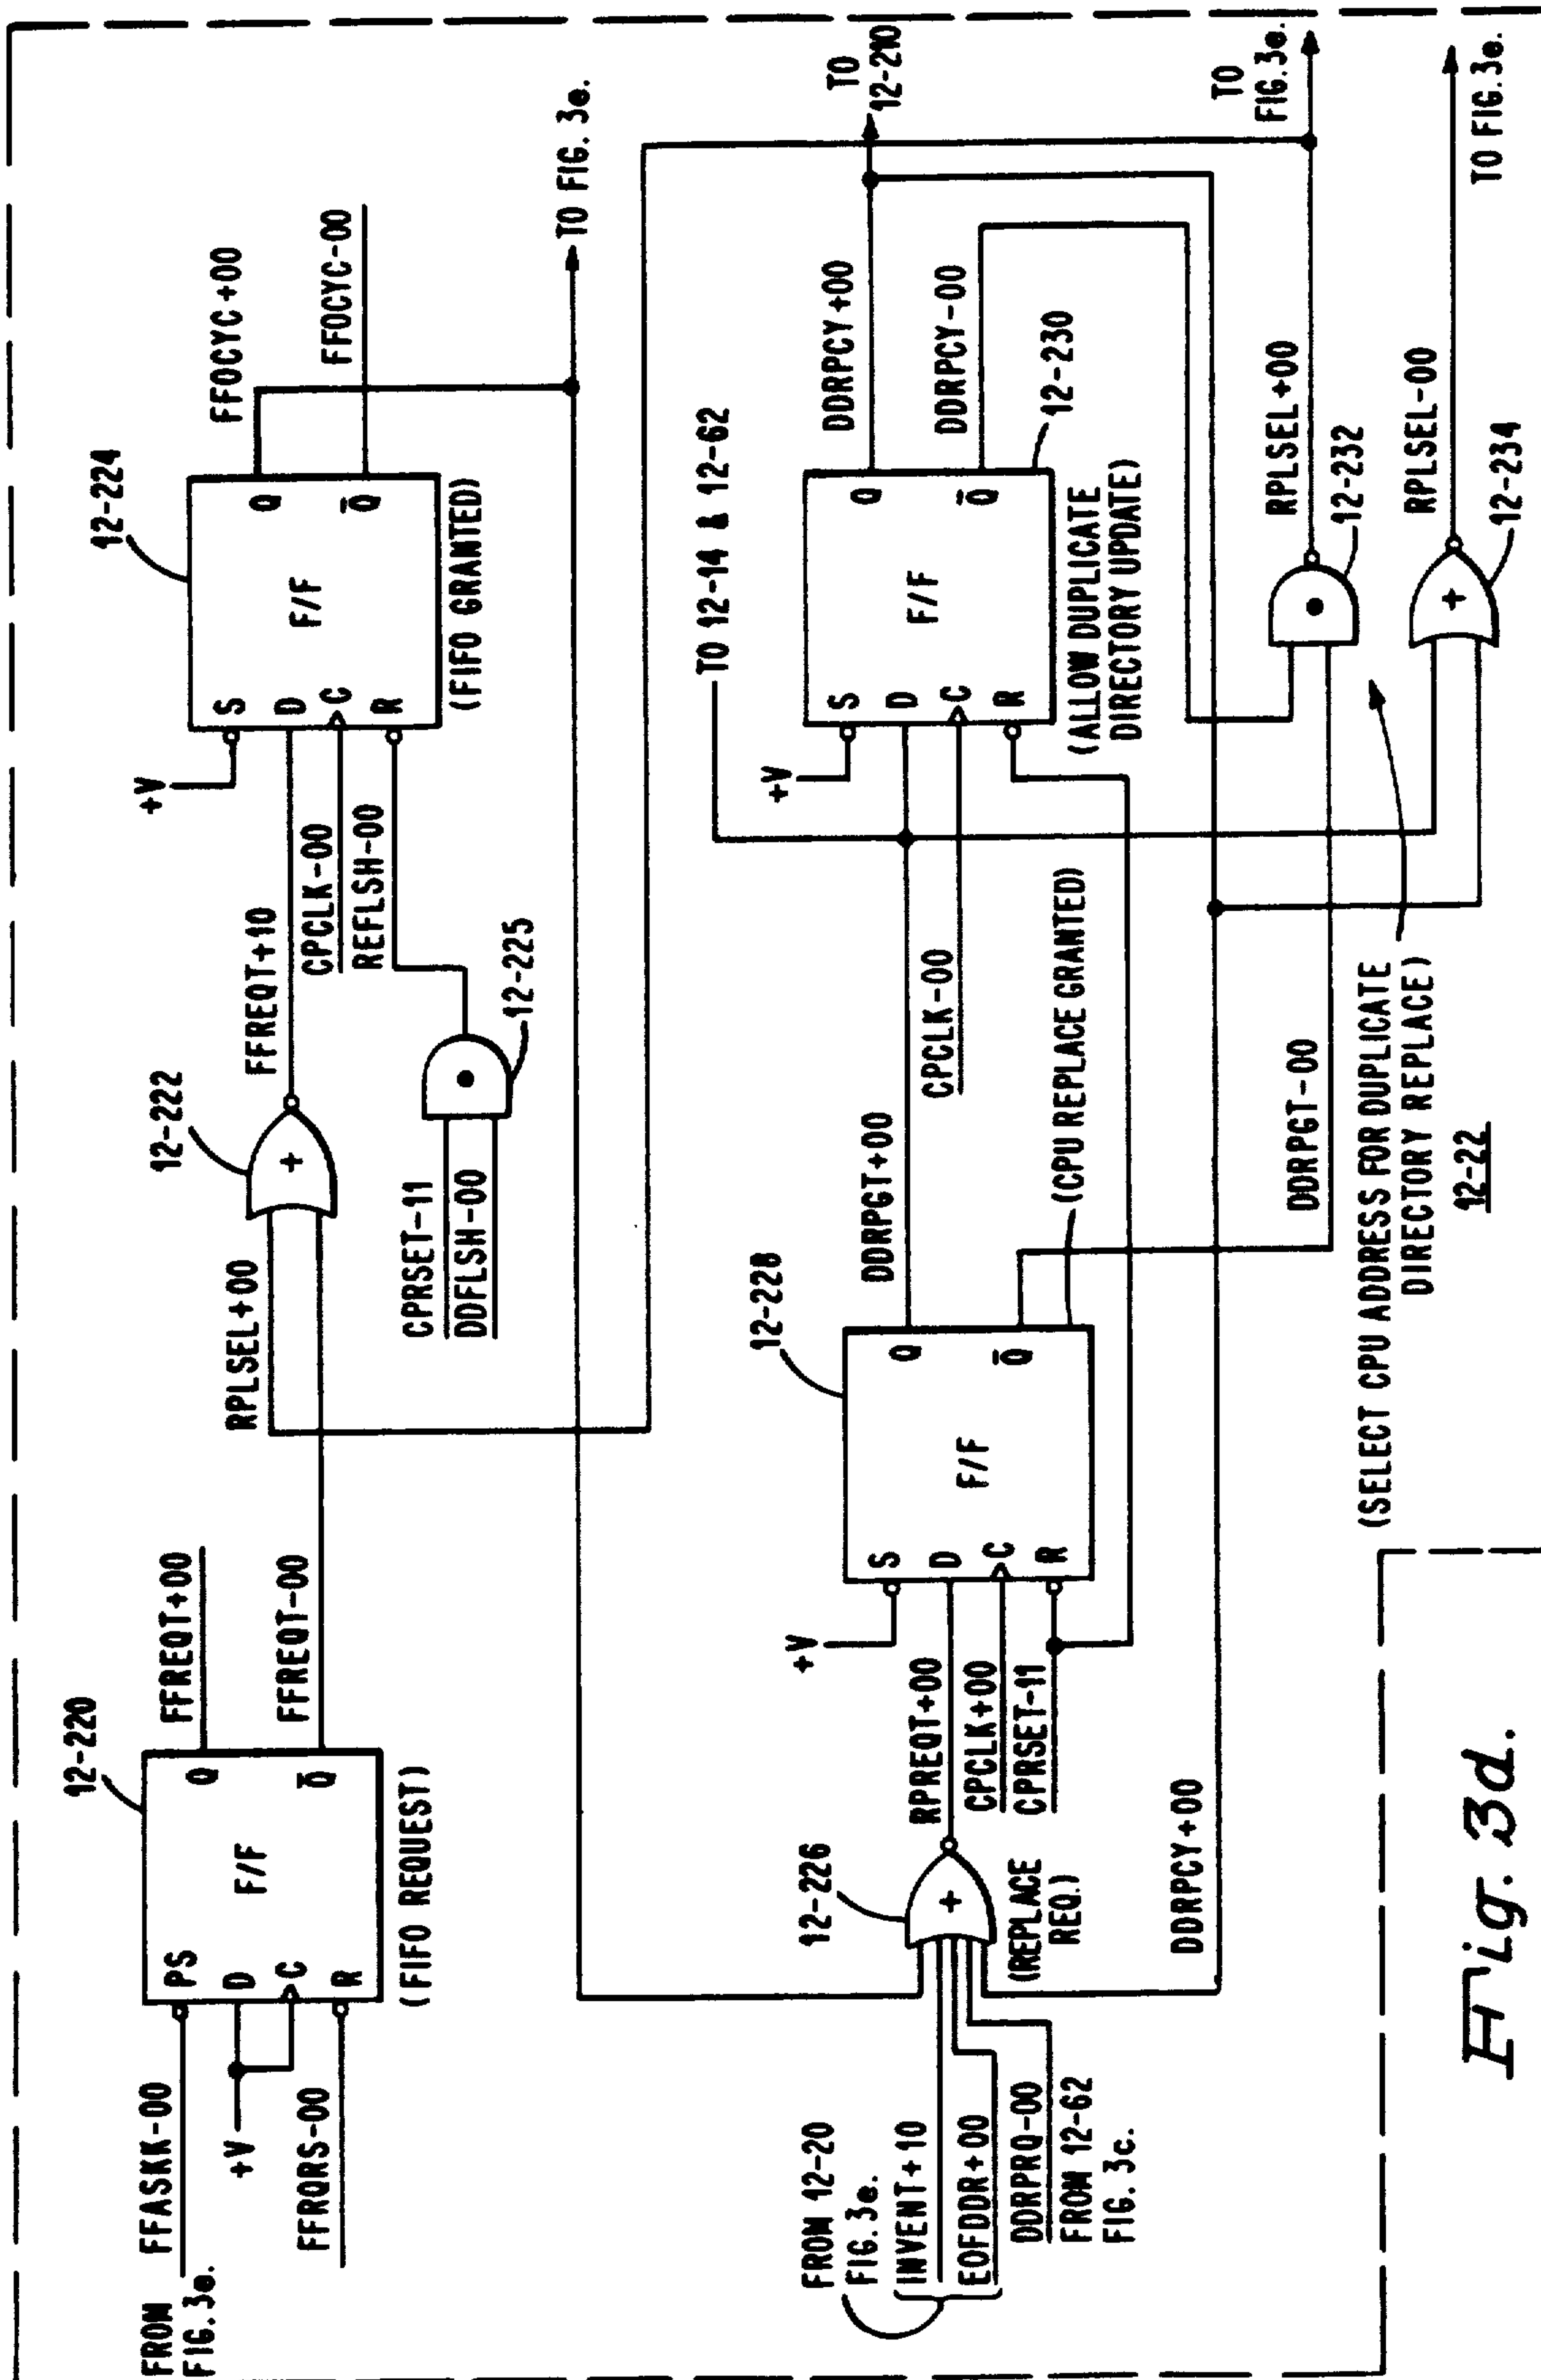 FROM
FIG. 3e.
FFASKK-00
+V
FFRQRS-00
12-220
PS
D
C
R
F/F
Q
Q̅
(FIFO REQUEST)
FFREQT+00
FFREQT-00
RPLSEL+00
12-222
+
FFREQT+10
CPRSET-11
DDFLSH-00
12-225
CPCLK-00
REFLSH-00
+V
12-224
S
D
C
R
F/F
Q
Q̅
(FIFO GRANTED)
FFOCYC+00
FFOCYC-00
TO FIG. 3e.
FROM 12-20
FIG. 3e.
INVENT+10
EOFDDR+00
DDRPRQ-00
FROM 12-62
FIG. 3c.
12-226
+
(REPLACE
REQ.)
DDRPCY+00
RPREQT+00
CPCLK+00
CPRSET-11
+V
12-228
S
D
C
R
F/F
Q
Q̅
(CPU REPLACE GRANTED)
DDRPGT+00
DDRPGT-00
CPCLK-00
TO 12-14 & 12-62
+V
S
D
C
R
F/F
Q
Q̅
(ALLOW DUPLICATE
DIRECTORY UPDATE)
12-230
DDRPCY+00
DDRPCY-00
TO
12-210
RPLSEL+00
12-232
TO
FIG. 3e.
RPLSEL-00
+
12-234
TO FIG. 3e.
(SELECT CPU ADDRESS FOR DUPLICATE
DIRECTORY REPLACE)
12-22
Fig. 3d.